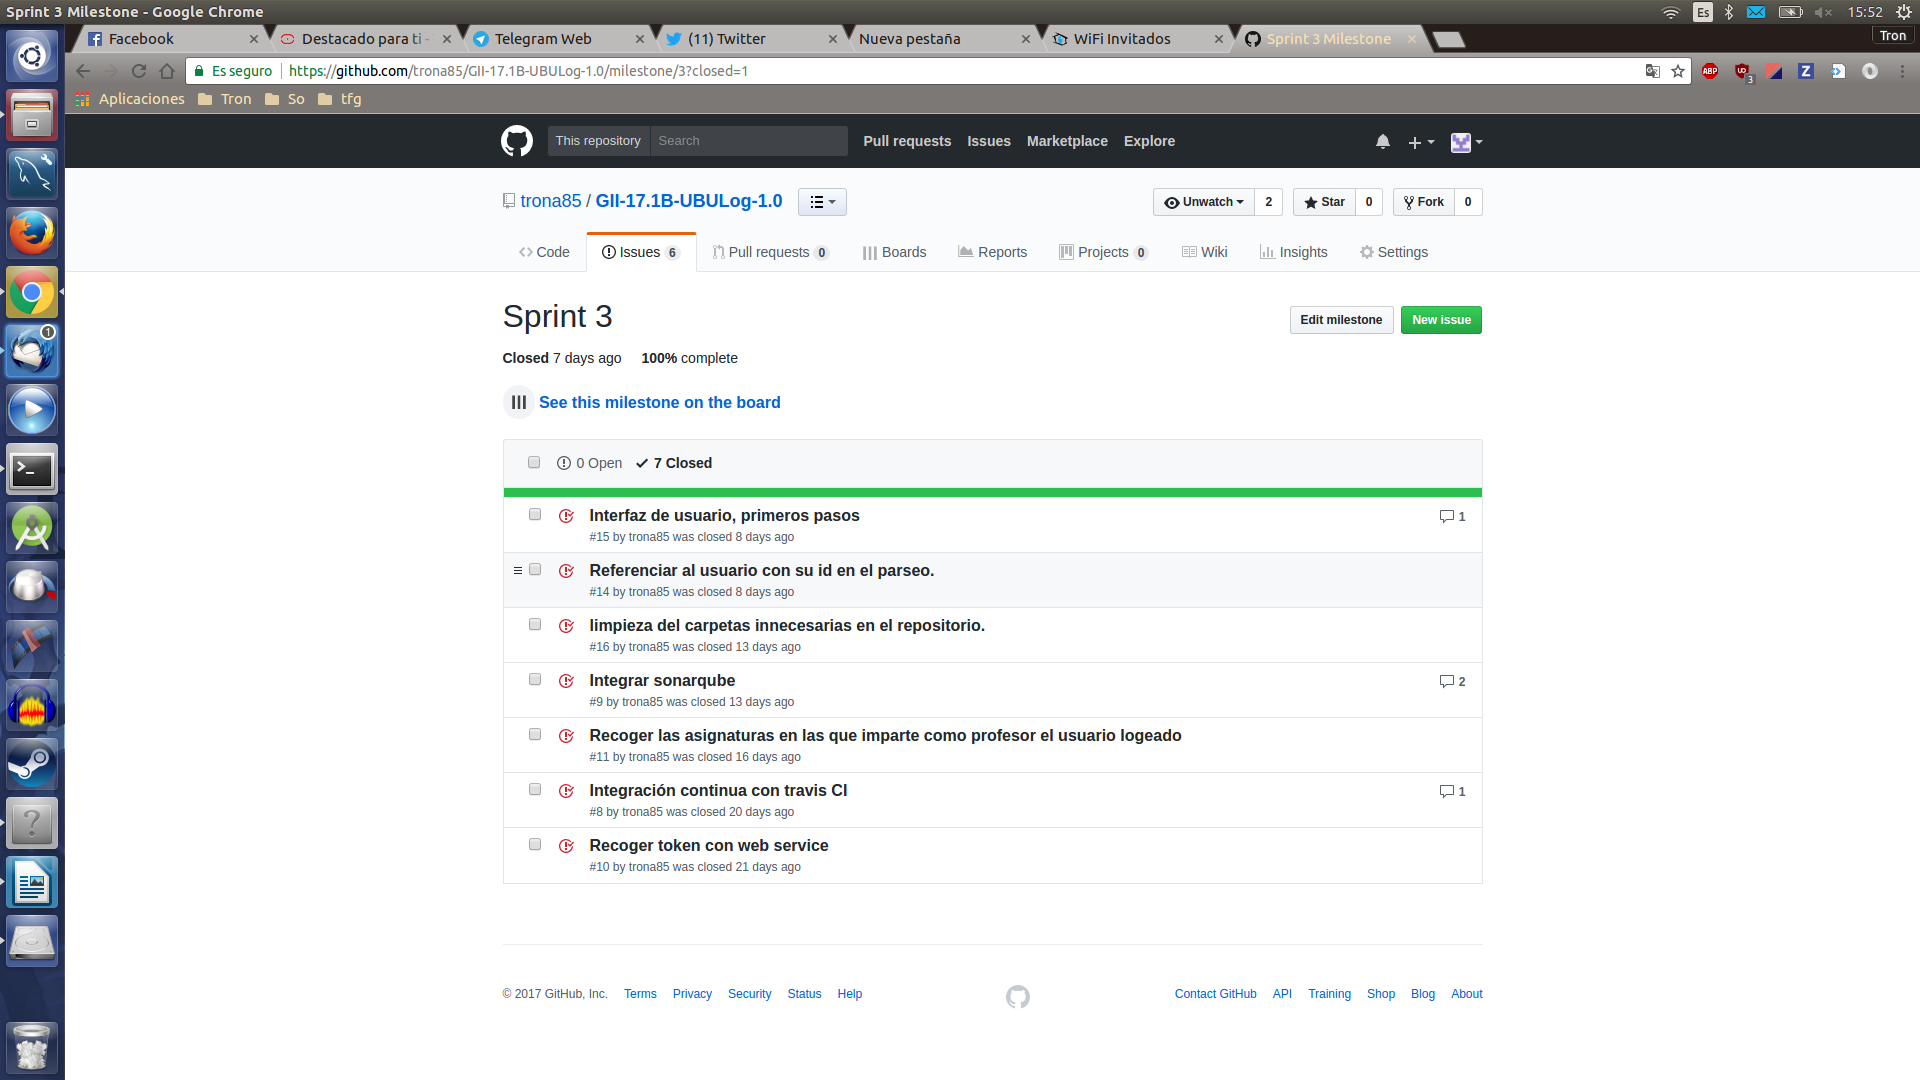 Sprint 3 Milestone - Google Chrome
Es
15:52
Facebook
Destacado para ti -
Telegram Web
(11) Twitter
Nueva pestaña
WiFi Invitados
Sprint 3 Milestone
Tron
Es seguro
https://github.com/trona85/GII-17.1B-UBULog-1.0/milestone/3?closed=1
ABP
3
Z
Aplicaciones
Tron
So
tfg
This repository
Search
Pull requests
Issues
Marketplace
Explore
trona85 / GII-17.1B-UBULog-1.0
Unwatch
2
Star
0
Fork
0
Code
Issues 6
Pull requests 0
Boards
Reports
Projects 0
Wiki
Insights
Settings
Sprint 3
Edit milestone
New issue
Closed 7 days ago
100% complete
See this milestone on the board
0 Open
7 Closed
Interfaz de usuario, primeros pasos
1
#15 by trona85 was closed 8 days ago
Referenciar al usuario con su id en el parseo.
#14 by trona85 was closed 8 days ago
limpieza del carpetas innecesarias en el repositorio.
#16 by trona85 was closed 13 days ago
Integrar sonarqube
2
#9 by trona85 was closed 13 days ago
Recoger las asignaturas en las que imparte como profesor el usuario logeado
#11 by trona85 was closed 16 days ago
Integración continua con travis CI
1
#8 by trona85 was closed 20 days ago
Recoger token con web service
#10 by trona85 was closed 21 days ago
© 2017 GitHub, Inc.
Terms
Privacy
Security
Status
Help
Contact GitHub
API
Training
Shop
Blog
About
1